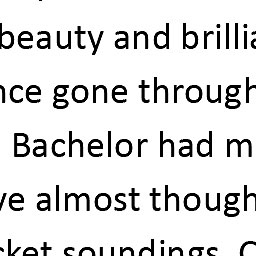 beauty and brillia
nce gone through
Bachelor had m
ve almost though
cket soundings. C